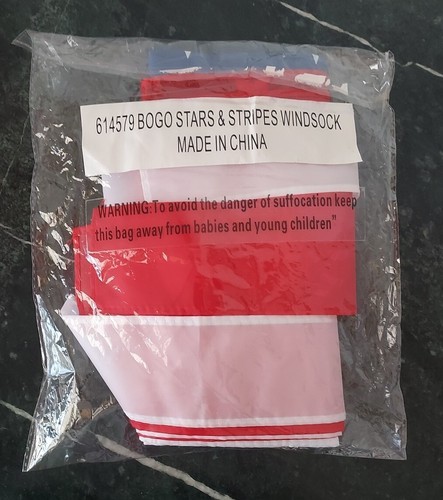 614579 BOGO STARS & STRIPES WINDSOCK
MADE IN CHINA
WARNING:To avoid the danger of suffocation keep
this bag away from babies and young children"